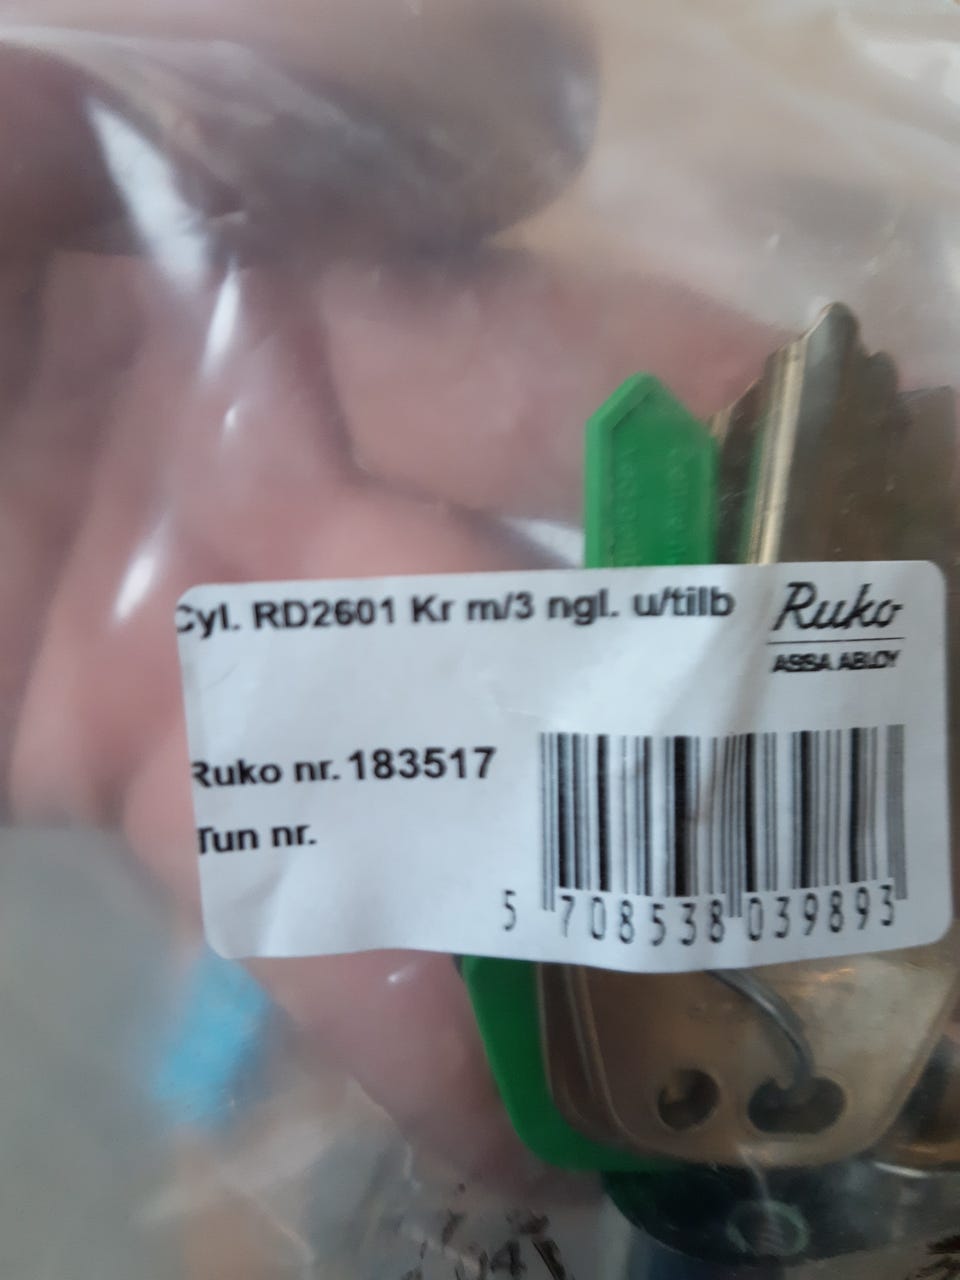 Cyl. RD2601 Kr m/3 ngl. u/tilb
Ruko
ASSA ABLOY
Ruko nr. 183517
Tun nr.
5 708538 039893